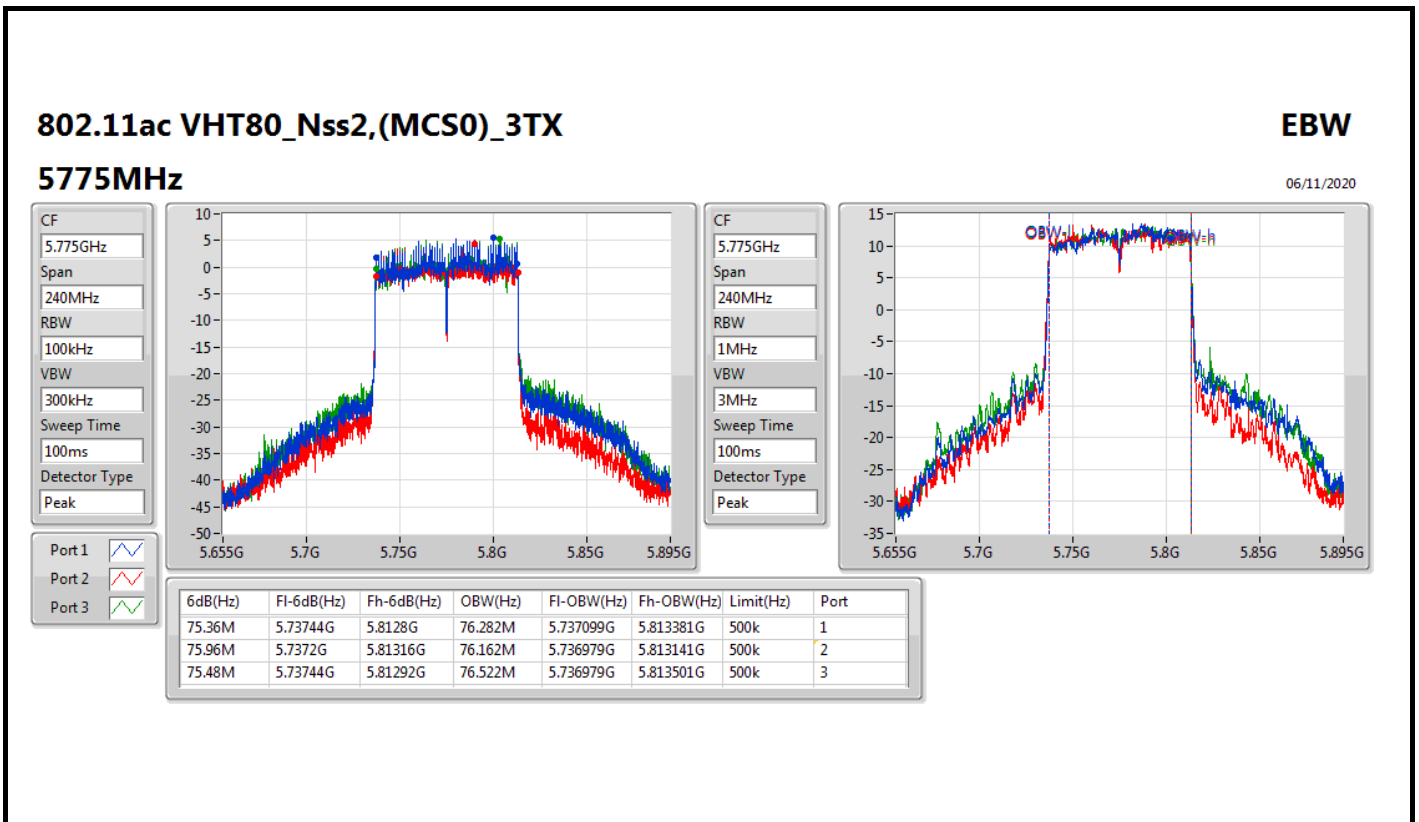 802.11ac VHT80_Nss2,(MCS0)_3TX
EBW
5775MHz
06/11/2020
CF
5.775GHz
Span
240MHz
RBW
100kHz
VBW
300kHz
Sweep Time
100ms
Detector Type
Peak
10
5
0
-5
-10
-15
-20
-25
-30
-35
-40
-45
-50
5.655G 5.7G 5.75G 5.8G 5.85G 5.895G
CF
5.775GHz
Span
240MHz
RBW
1MHz
VBW
3MHz
Sweep Time
100ms
Detector Type
Peak
15
10
5
0
-5
-10
-15
-20
-25
-30
-35
OBW-l OBW-h
5.655G 5.7G 5.75G 5.8G 5.85G 5.895G
Port 1
Port 2
Port 3
6dB(Hz) Fl-6dB(Hz) Fh-6dB(Hz) OBW(Hz) Fl-OBW(Hz) Fh-OBW(Hz) Limit(Hz) Port
75.36M 5.73744G 5.8128G 76.282M 5.737099G 5.813381G 500k 1
75.96M 5.7372G 5.81316G 76.162M 5.736979G 5.813141G 500k 2
75.48M 5.73744G 5.81292G 76.522M 5.736979G 5.813501G 500k 3